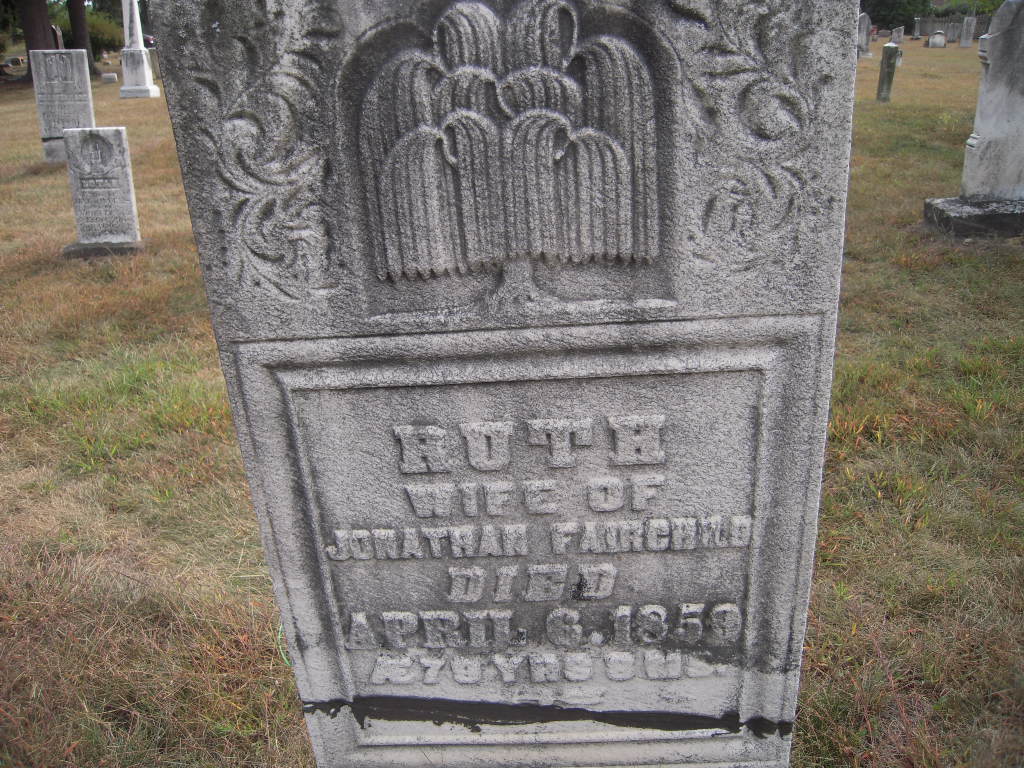 RUTH
WIFE OF
JONATHAN FAIRCHILD
DIED
APRIL 6. 1859
YRS